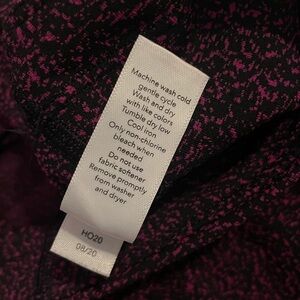 Machine wash cold
gentle cycle
Wash and dry
with like colors
Tumble dry low
Cool iron
Only non-chlorine
bleach when
needed
Do not use
fabric softener
Remove promptly
from washer
and dryer
HO20
08/20